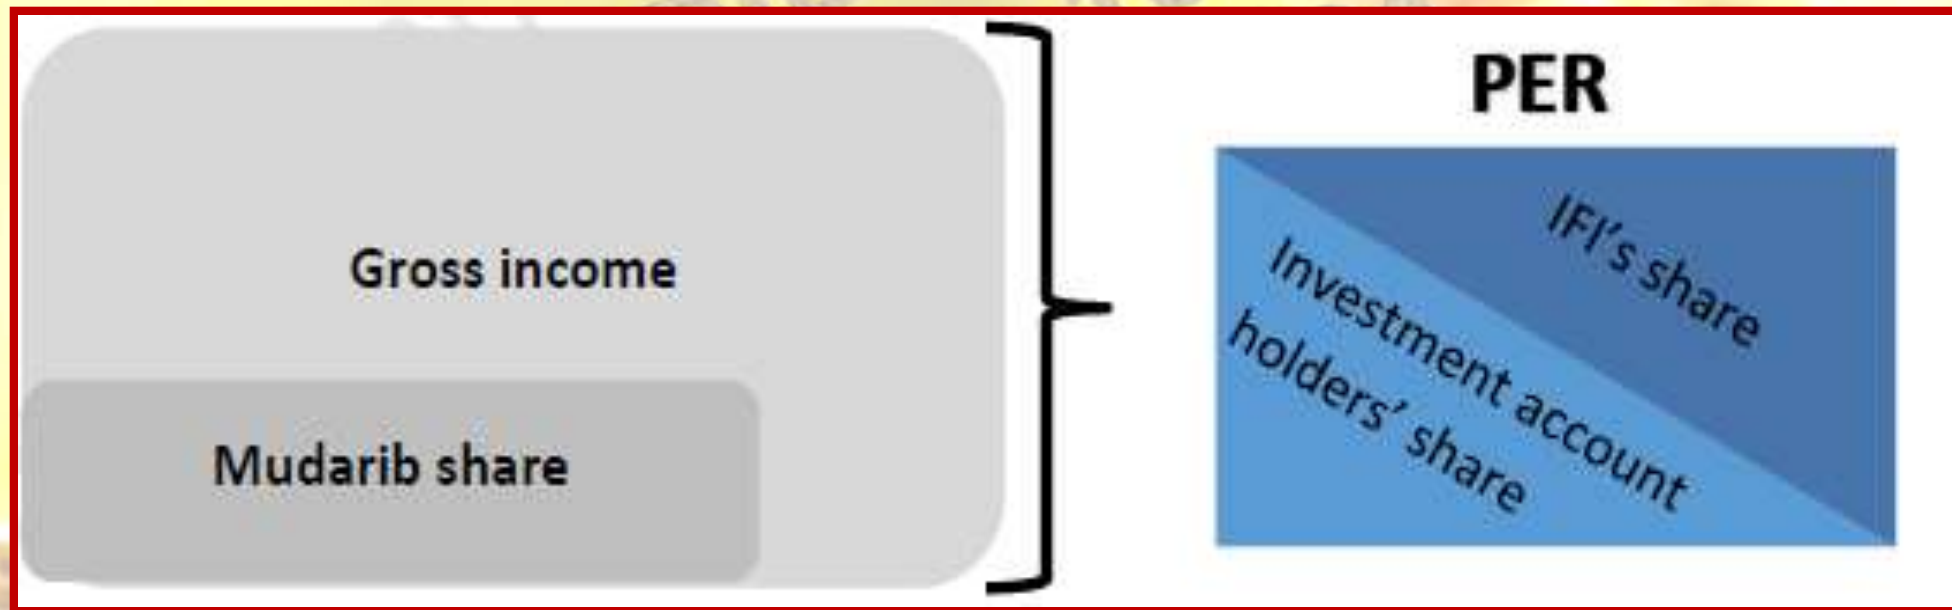 Gross income
Mudarib share
PER
IFI's share
Investment account
holders' share